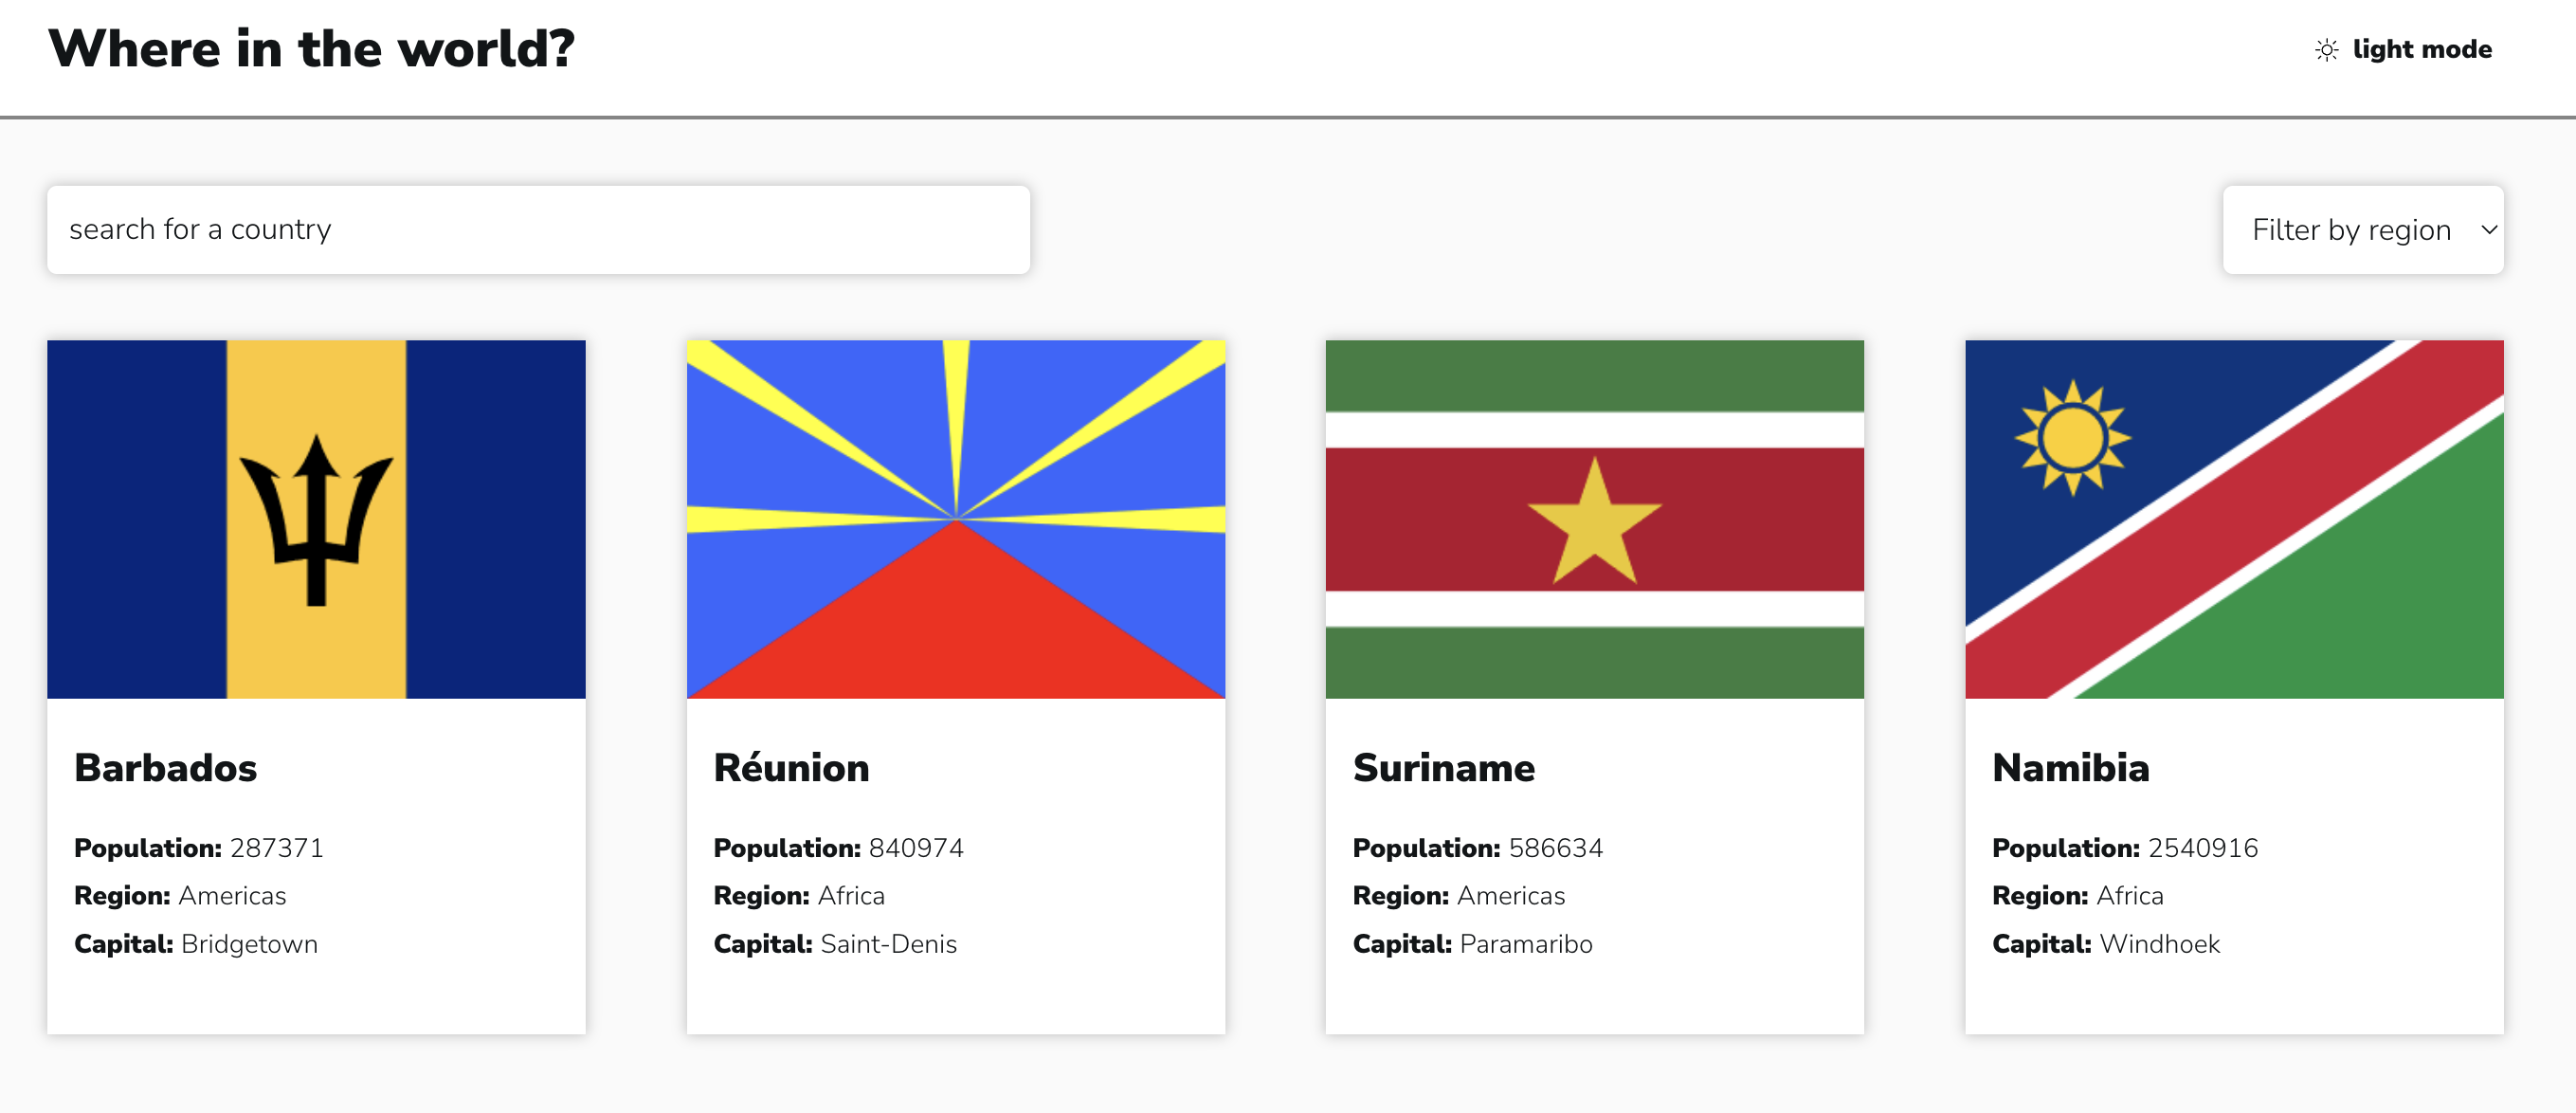 Where in the world?
light mode
search for a country
Filter by region
Barbados
Population: 287371
Region: Americas
Capital: Bridgetown
Réunion
Population: 840974
Region: Africa
Capital: Saint-Denis
Suriname
Population: 586634
Region: Americas
Capital: Paramaribo
Namibia
Population: 2540916
Region: Africa
Capital: Windhoek